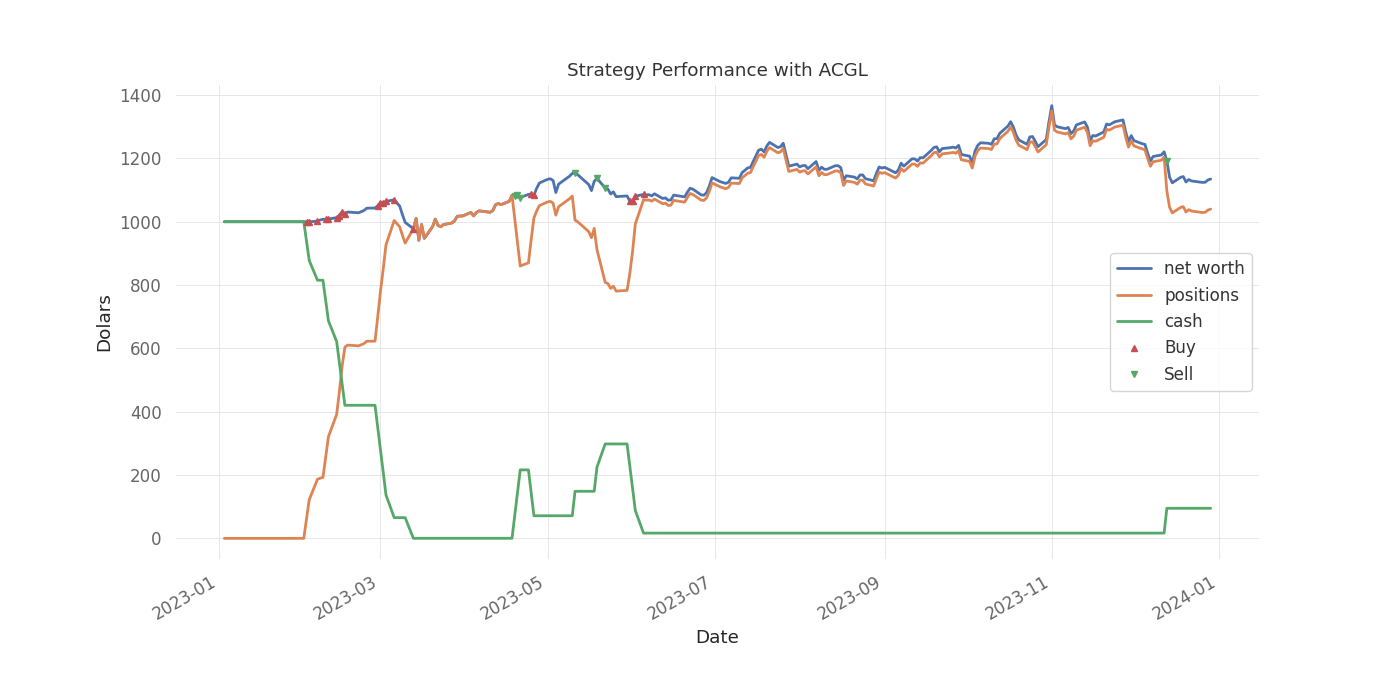 Strategy Performance with ACGL
1400
1200
1000
800
600
400
200
0
Dolars
net worth
positions
cash
Buy
Sell
2023-01
2023-03
2023-05
2023-07
2023-09
2023-11
2024-01
Date